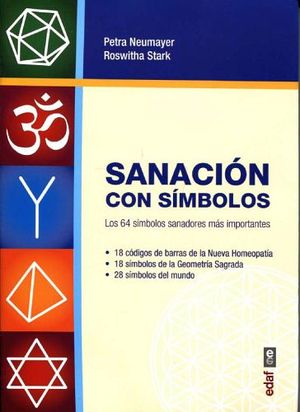 Petra Neumayer
Roswitha Stark
SANACIÓN
CON SÍMBOLOS
Los 64 símbolos sanadores más importantes
• 18 códigos de barras de la Nueva Homeopatía
• 18 símbolos de la Geometría Sagrada
• 28 símbolos del mundo
ॐ
Y
edaf